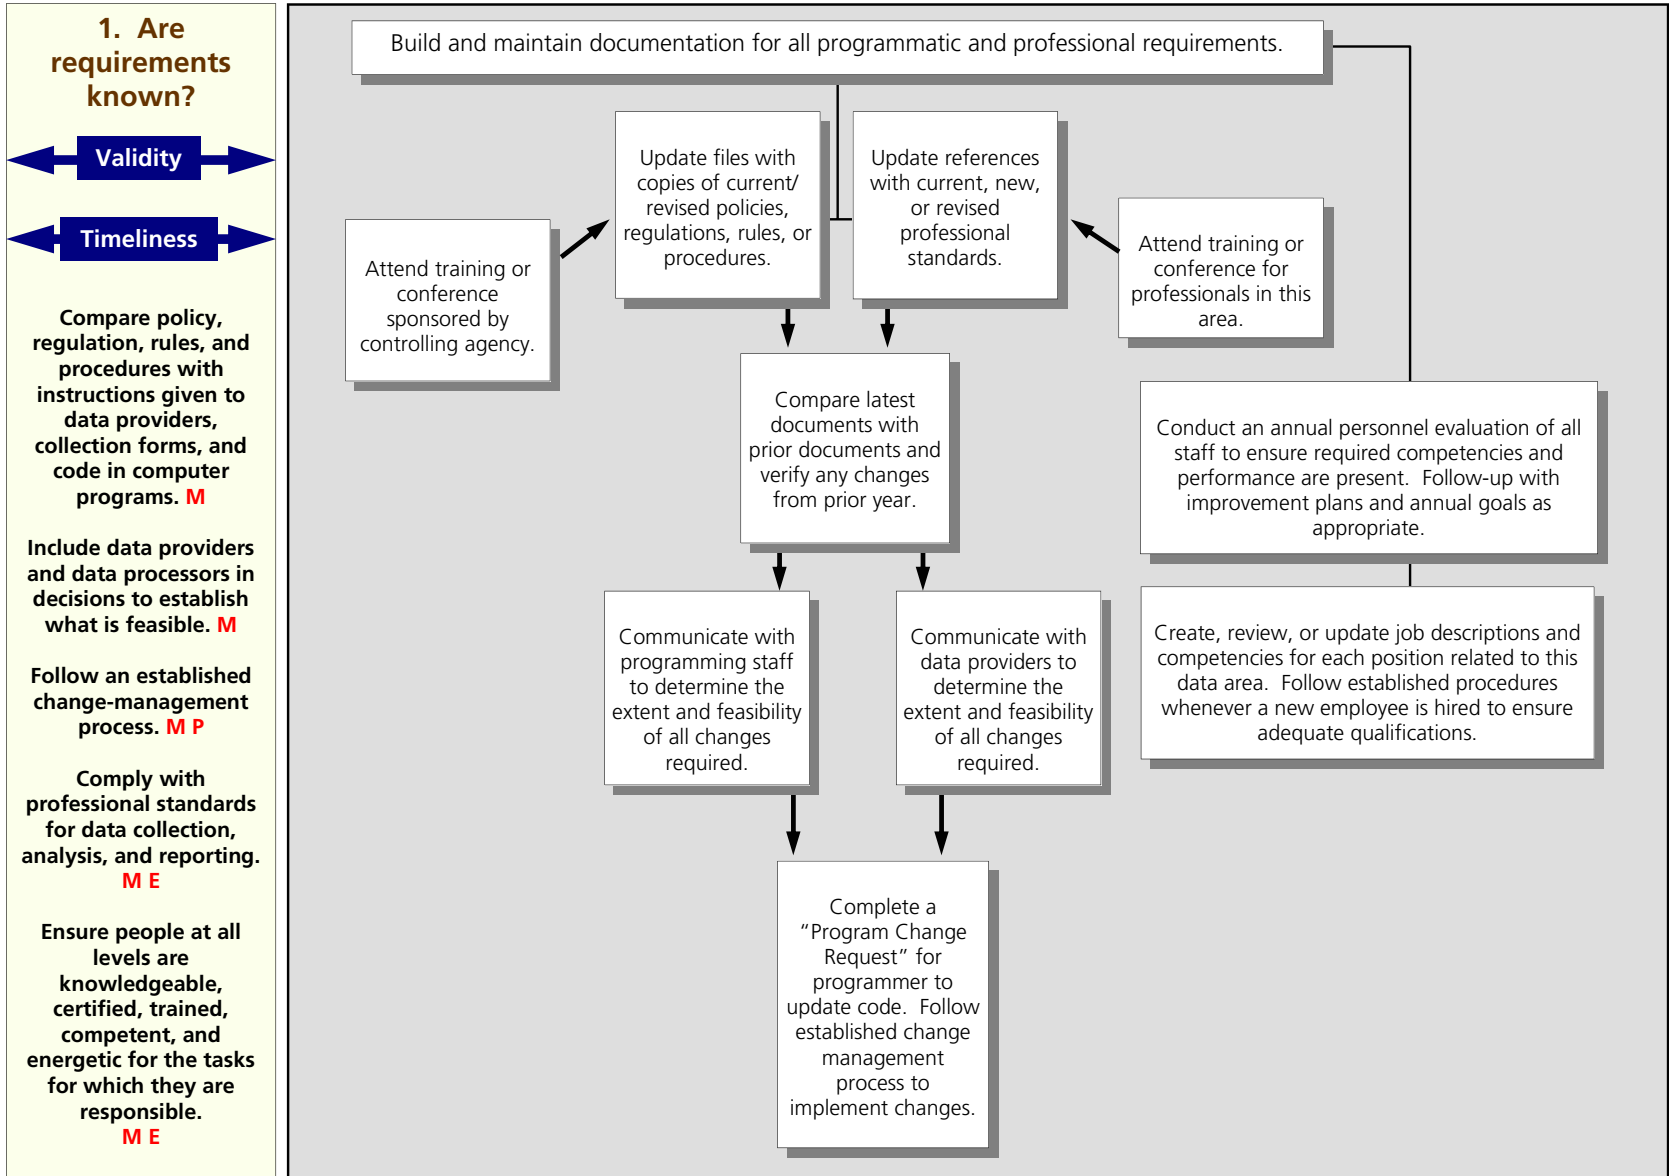 1. Are
requirements
known?
Validity
Timeliness
Compare policy,
regulation, rules, and
procedures with
instructions given to
data providers,
collection forms, and
code in computer
programs. M
Include data providers
and data processors in
decisions to establish
what is feasible. M
Follow an established
change-management
process. M P
Comply with
professional standards
for data collection,
analysis, and reporting.
M E
Ensure people at all
levels are
knowledgeable,
certified, trained,
competent, and
energetic for the tasks
for which they are
responsible.
M E
Build and maintain documentation for all programmatic and professional requirements.
Update files with
copies of current/
revised policies,
regulations, rules, or
procedures.
Update references
with current, new,
or revised
professional
standards.
Attend training or
conference
sponsored by
controlling agency.
Attend training or
conference for
professionals in this
area.
Compare latest
documents with
prior documents and
verify any changes
from prior year.
Conduct an annual personnel evaluation of all
staff to ensure required competencies and
performance are present.  Follow-up with
improvement plans and annual goals as
appropriate.
Communicate with
programming staff
to determine the
extent and feasibility
of all changes
required.
Communicate with
data providers to
determine the
extent and feasibility
of all changes
required.
Create, review, or update job descriptions and
competencies for each position related to this
data area.  Follow established procedures
whenever a new employee is hired to ensure
adequate qualifications.
Complete a
“Program Change
Request” for
programmer to
update code.  Follow
established change
management
process to
implement changes.